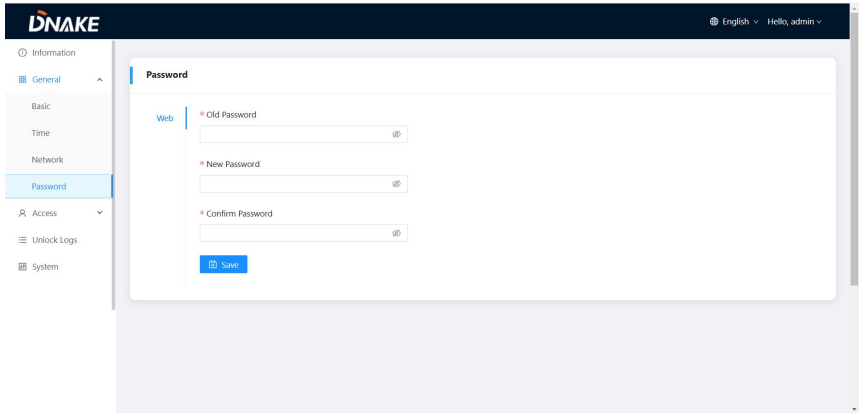 DNAKE
English
Hello, admin
Information
General
Basic
Time
Network
Password
Access
Unlock Logs
System
Password
Web
* Old Password
* New Password
* Confirm Password
Save